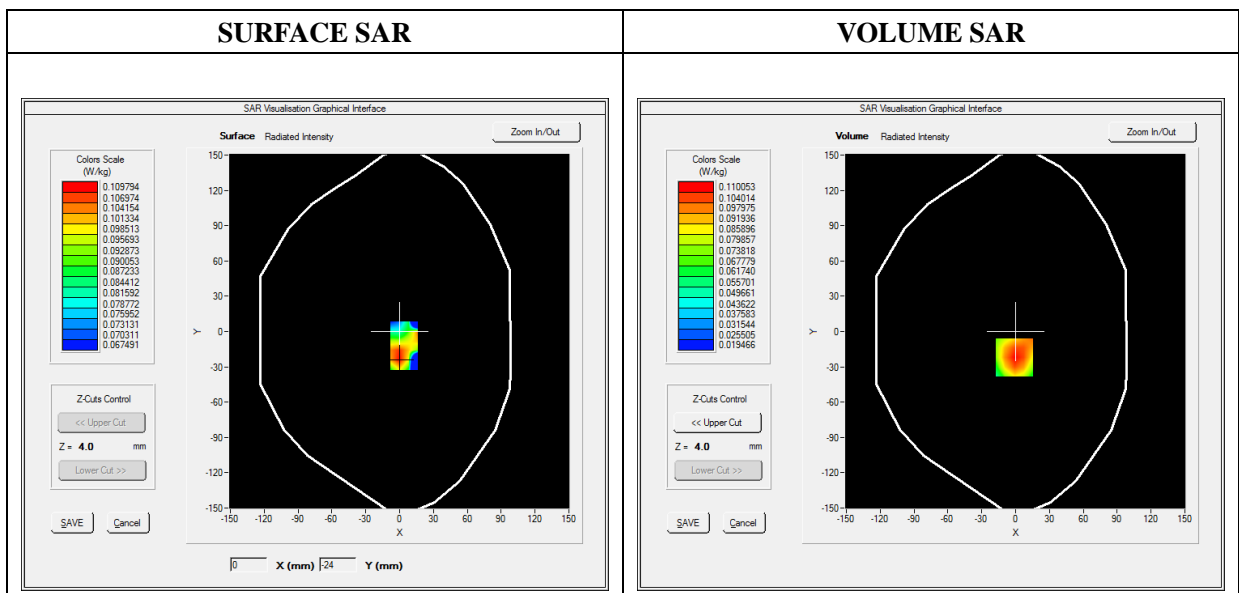 SURFACE SAR
VOLUME SAR
SAR Visualisation Graphical Interface
Surface Radiated Intensity
Zoom In/Out
Colors Scale
(W/kg)
0.109794
0.106974
0.104154
0.101334
0.098513
0.095693
0.092873
0.090053
0.087233
0.084412
0.081592
0.078772
0.075952
0.073131
0.070311
0.067491
Z-Cuts Control
<< Upper Cut
Z = 4.0 mm
Lower Cut >>
SAVE Cancel
150
120
90
60
30
0
-30
-60
-90
-120
-150
Y
-150 -120 -90 -60 -30 0 30 60 90 120 150
X
0 X (mm) -24 Y (mm)
SAR Visualisation Graphical Interface
Volume Radiated Intensity
Zoom In/Out
Colors Scale
(W/kg)
0.110053
0.104014
0.097975
0.091936
0.085896
0.079857
0.073818
0.067779
0.061740
0.055701
0.049661
0.043622
0.037583
0.031544
0.025505
0.019466
Z-Cuts Control
<< Upper Cut
Z = 4.0 mm
Lower Cut >>
SAVE Cancel
150
120
90
60
30
0
-30
-60
-90
-120
-150
Y
-150 -120 -90 -60 -30 0 30 60 90 120 150
X